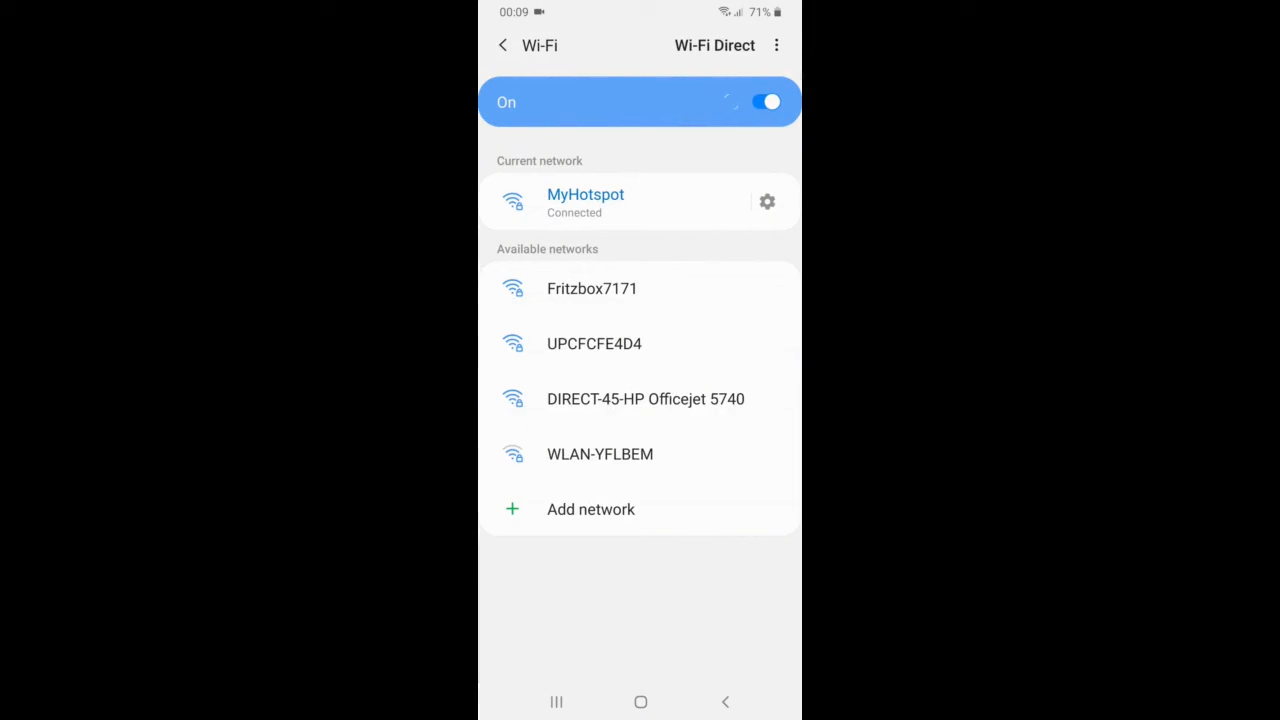 00:09 71%
Wi-Fi Wi-Fi Direct
On
Current network
MyHotspot
Connected
Available networks
Fritzbox7171
UPCFCFE4D4
DIRECT-45-HP Officejet 5740
WLAN-YFLBEM
Add network